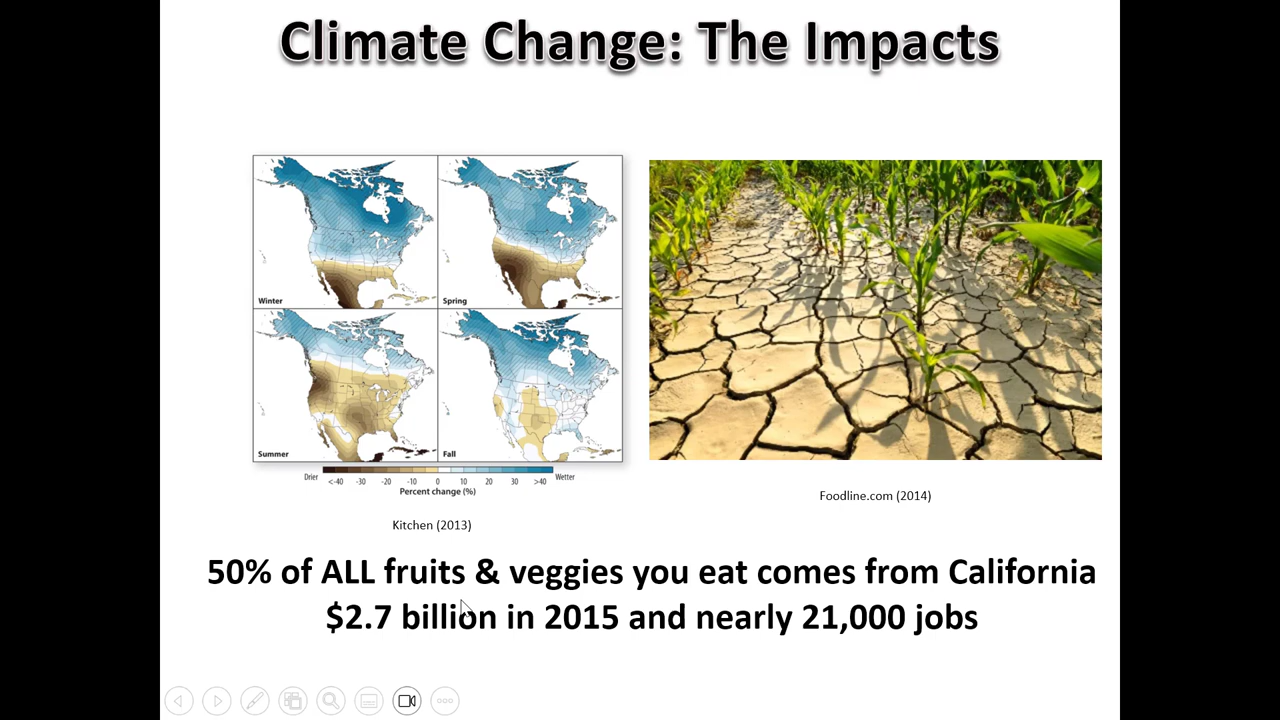 Climate Change: The Impacts
Winter
Spring
Summer
Fall
Drier
<-40
-30
-20
-10
0
10
20
30
>40
Wetter
Percent change (%)
Kitchen (2013)
Foodline.com (2014)
50% of ALL fruits & veggies you eat comes from California
$2.7 billion in 2015 and nearly 21,000 jobs